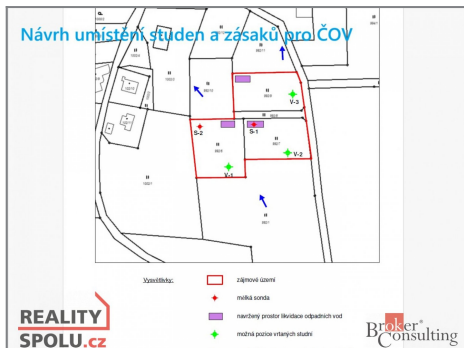 Návrh umístění studen a zásaků pro ČOV
V-3
S-2
S-1
V-2
V-1
Vysvětlivky:
zájmové území
mělká sonda
navržený prostor likvidace odpadních vod
možná pozice vrtaných studní
REALITY
SPOLU.cz
Broker®
Consulting